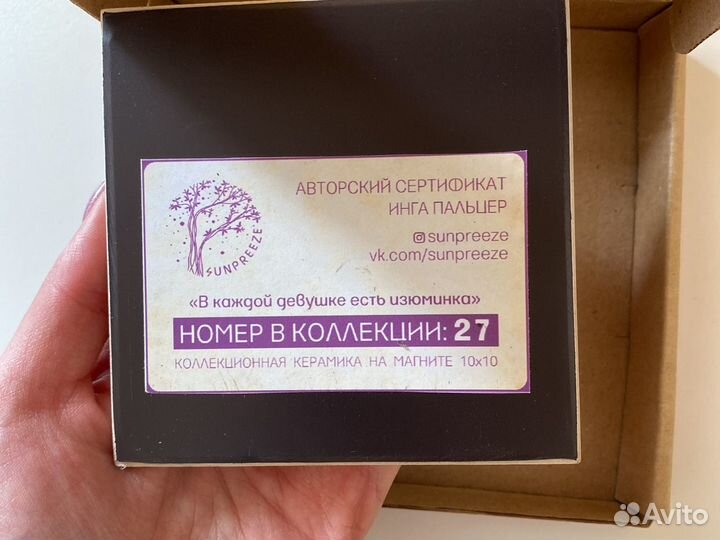 SUNPREEZE
АВТОРСКИЙ СЕРТИФИКАТ
ИНГА ПАЛЬЦЕР
sunpreeze
vk.com/sunpreeze
«В каждой девушке есть изюминка»
НОМЕР В КОЛЛЕКЦИИ: 27
КОЛЛЕКЦИОННАЯ КЕРАМИКА НА МАГНИТЕ 10х10
Avito